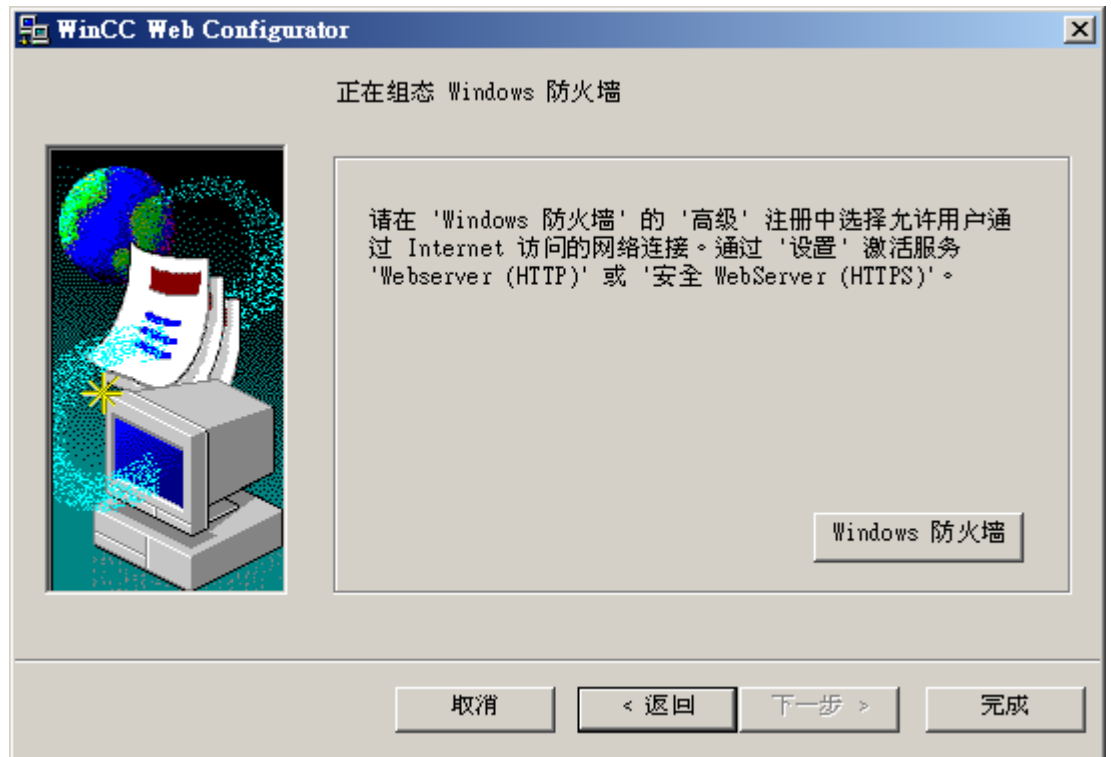 WinCC Web Configurator
正在组态 Windows 防火墙
请在 'Windows 防火墙' 的 '高级' 注册中选择允许用户通
过 Internet 访问的网络连接。通过 '设置' 激活服务
'Webserver (HTTP)' 或 '安全 WebServer (HTTPS)'。
Windows 防火墙
取消
< 返回
下一步 >
完成